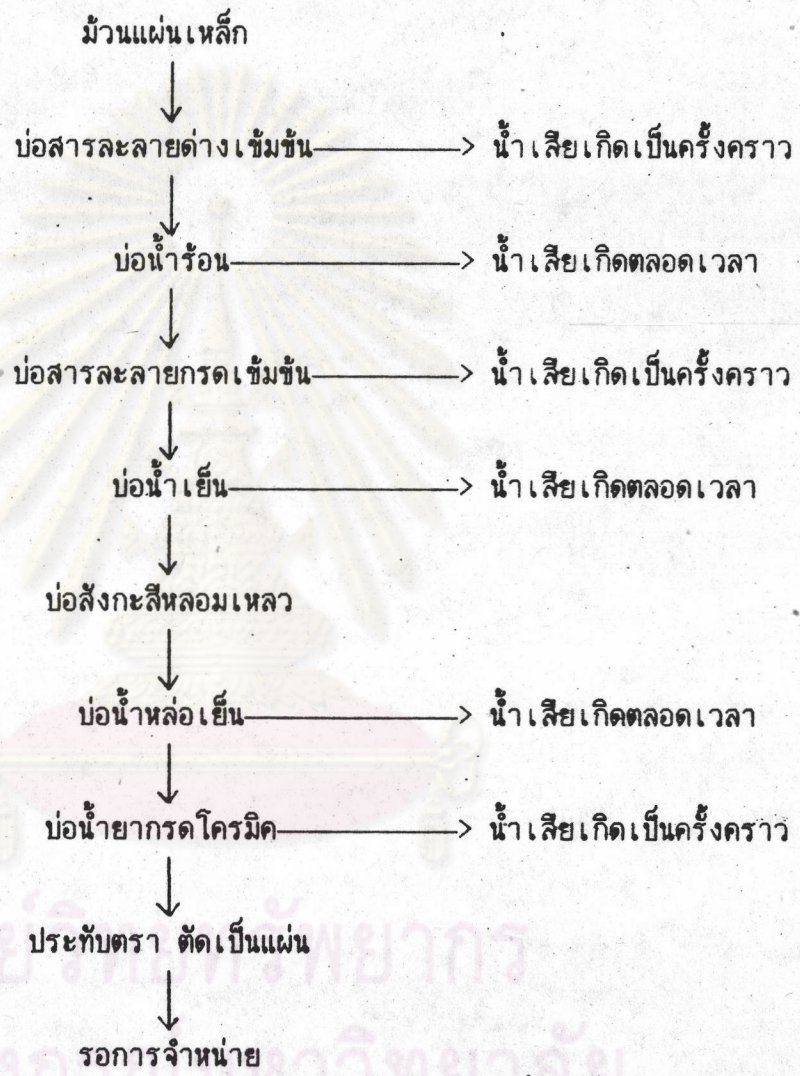 ม้วนแผ่นเหล็ก
บ่อสารละลายด่างเข้มข้น————> น้ำเสียเกิดเป็นครั้งคราว
บ่อน้ำร้อน————> น้ำเสียเกิดตลอดเวลา
บ่อสารละลายกรดเข้มข้น————> น้ำเสียเกิดเป็นครั้งคราว
บ่อน้ำเย็น————> น้ำเสียเกิดตลอดเวลา
บ่อสังกะสีหลอมเหลว
บ่อน้ำหล่อเย็น————> น้ำเสียเกิดตลอดเวลา
บ่อน้ำยากรดโครมิค————> น้ำเสียเกิดเป็นครั้งคราว
ประทับตรา ตัดเป็นแผ่น
รอการจำหน่าย